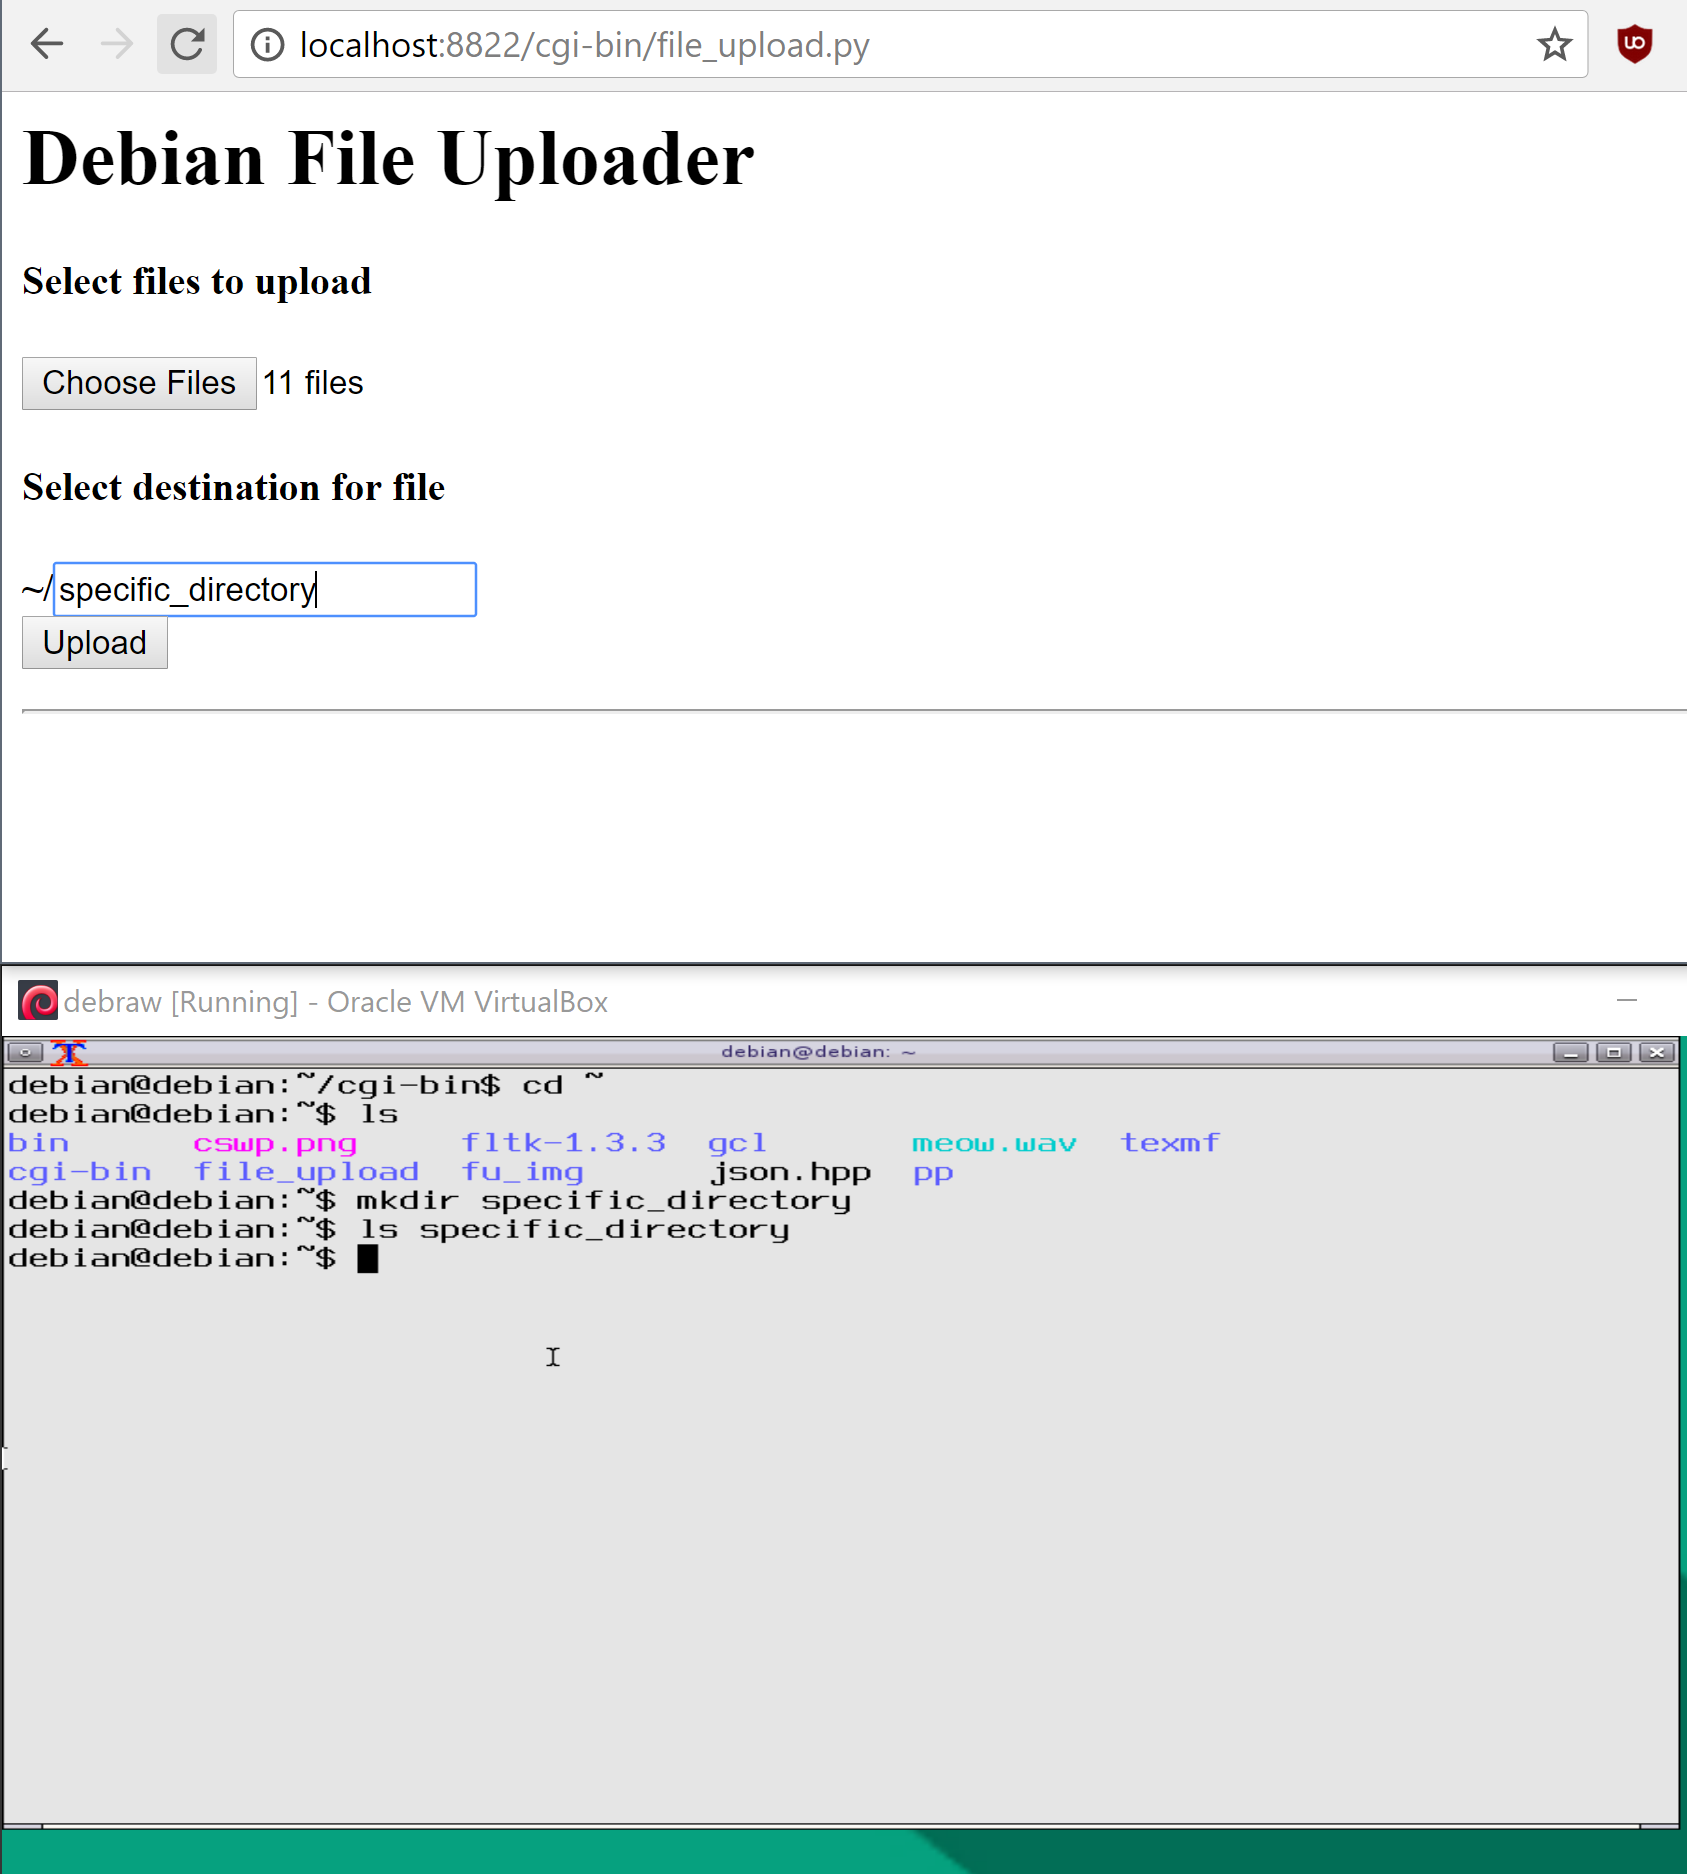 localhost:8822/cgi-bin/file_upload.py
Debian File Uploader
Select files to upload
Choose Files 11 files
Select destination for file
~/ specific_directory
Upload
debraw [Running] - Oracle VM VirtualBox
debian@debian: ~
debian@debian:~/cgi-bin$ cd ~
debian@debian:~$ ls
bin cswp.png fltk-1.3.3 gcl meow.wav texmf
cgi-bin file_upload fu_img json.hpp pp
debian@debian:~$ mkdir specific_directory
debian@debian:~$ ls specific_directory
debian@debian:~$